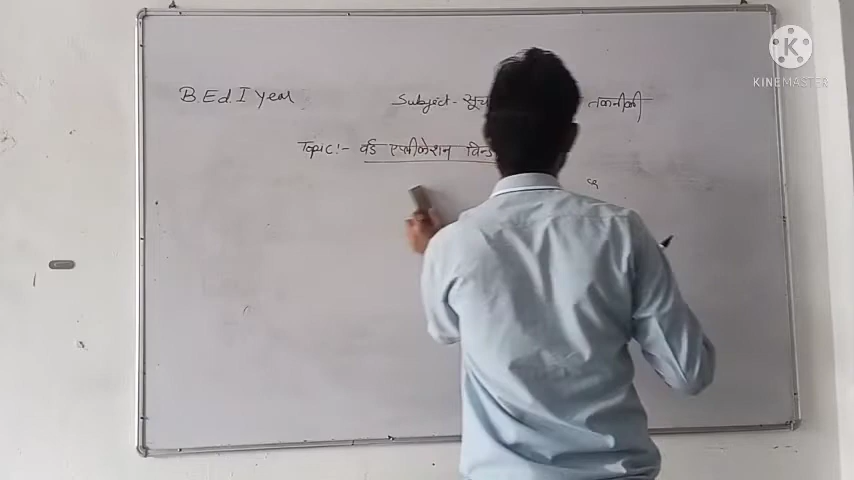 B.Ed. I year
Subject - तकनीकी
Topic :- वर्ड एप्लीकेशन
KINEMASTER